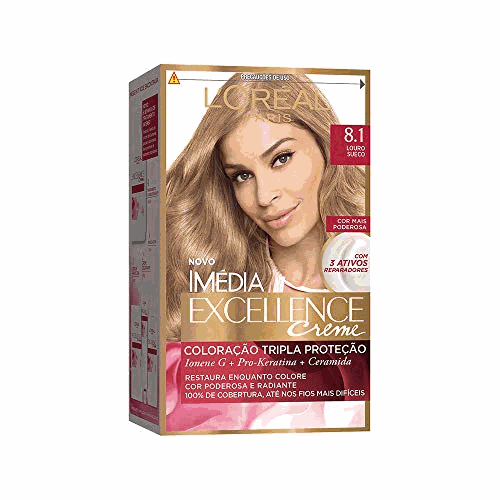 PRECAUÇÕES DE USO
L'ORÉAL
PARIS
8.1
LOURO
SUECO
COR MAIS
PODEROSA
COM
3 ATIVOS
REPARADORES
NOVO
IMÉDIA
EXCELLENCE
Creme
COLORAÇÃO TRIPLA PROTEÇÃO
Ionene G + Pro-Keratina + Ceramida
RESTAURA ENQUANTO COLORE
COR PODEROSA E RADIANTE
100% DE COBERTURA, ATÉ NOS FIOS MAIS DIFÍCEIS